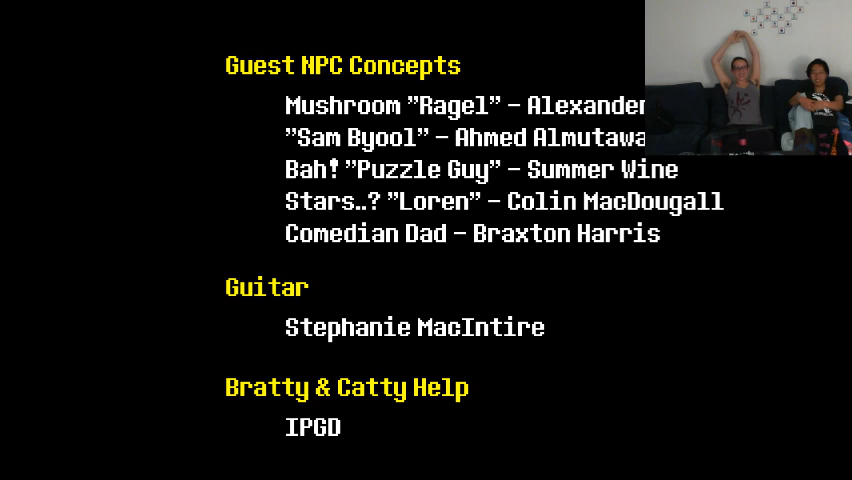 Guest NPC Concepts
Mushroom "Ragel" - Alexander
"Sam Byool" - Ahmed Almutawa
Bah! "Puzzle Guy" - Summer Wine
Stars..? "Loren" - Colin MacDougall
Comedian Dad - Braxton Harris
Guitar
Stephanie MacIntire
Bratty & Catty Help
IPGD